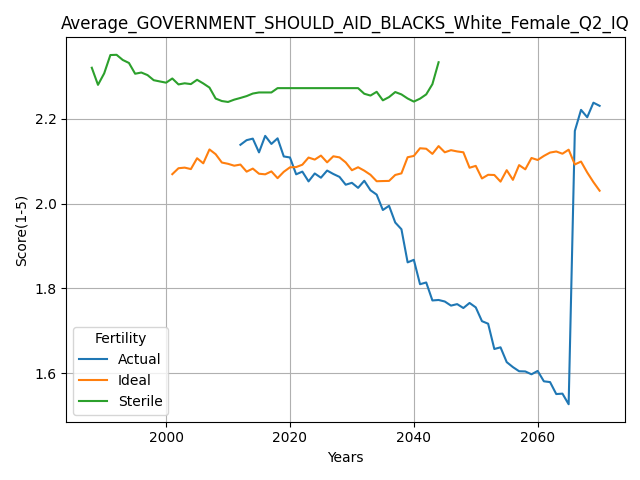 Average_GOVERNMENT_SHOULD_AID_BLACKS_White_Female_Q2_IQ
Score(1-5)
2.2
2.0
1.8
1.6
Fertility
Actual
Ideal
Sterile
2000
2020
2040
2060
Years